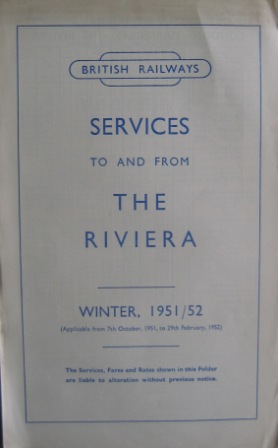 BRITISH RAILWAYS
SERVICES
TO AND FROM
THE
RIVIERA
WINTER, 1951/52
(Applicable from 7th October, 1951, to 29th February, 1952)
The Services, Fares and Rates shown in this Folder
are liable to alteration without previous notice.